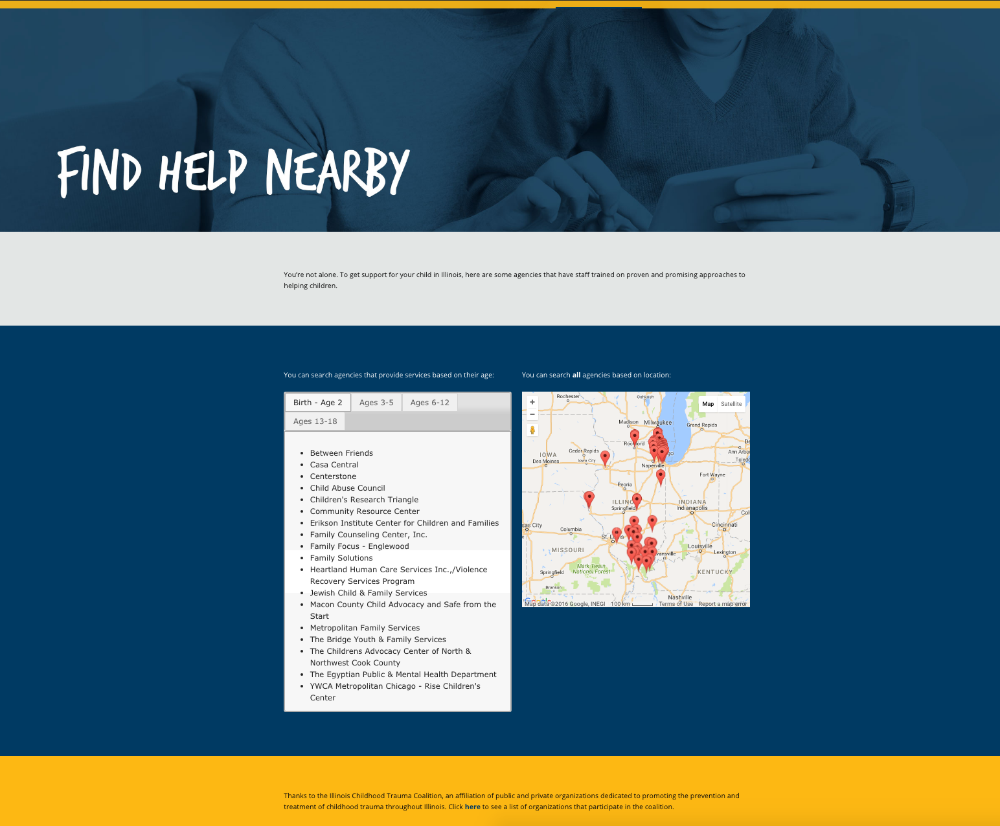 FIND HELP NEARBY
You're not alone. To get support for your child in Illinois, here are some agencies that have staff trained on proven and promising approaches to
helping children.
You can search agencies that provide services based on their age:
Birth - Age 2
Ages 3-5
Ages 6-12
Ages 13-18
Between Friends
Casa Central
Centerstone
Child Abuse Council
Children's Research Triangle
Community Resource Center
Erikson Institute Center for Children and Families
Family Counseling Center, Inc.
Family Focus - Englewood
Family Solutions
Heartland Human Care Services Inc.,/Violence
Recovery Services Program
Jewish Child & Family Services
Macon County Child Advocacy and Safe from the
Start
Metropolitan Family Services
The Bridge Youth & Family Services
The Childrens Advocacy Center of North &
Northwest Cook County
The Egyptian Public & Mental Health Department
YWCA Metropolitan Chicago - Rise Children's
Center
You can search all agencies based on location:
Rochester
Oshkosh
Map
Satellite
Madison
Milwaukee
Grand Rapids
Cedar Rapids
IOWA
Des Moines
Iowa City
Naperville
Fort Wayne
Peoria
INDIANA
Springfield
Indianapolis
Cincinnati
Columbia
MISSOURI
Louisville
Lexington
Mark Twain
National Forest
Springfield
KENTUCKY
Branson
Nashville
Google
Map data ©2016 Google, INEGI
100 km
Terms of Use
Report a map error
Thanks to the Illinois Childhood Trauma Coalition, an affiliation of public and private organizations dedicated to promoting the prevention and
treatment of childhood trauma throughout Illinois. Click here to see a list of organizations that participate in the coalition.